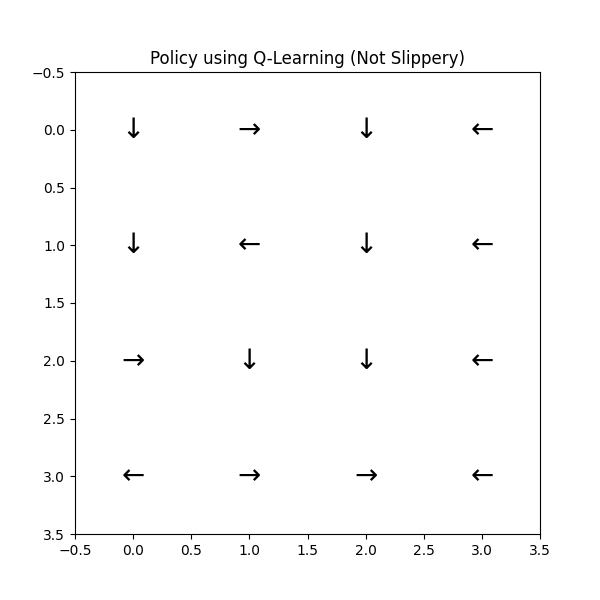 Policy using Q-Learning (Not Slippery)
−0.5
0.0 ↓ → ↓ ←
0.5
1.0 ↓ ← ↓ ←
1.5
2.0 → ↓ ↓ ←
2.5
3.0 ← → → ←
3.5
−0.5 0.0 0.5 1.0 1.5 2.0 2.5 3.0 3.5